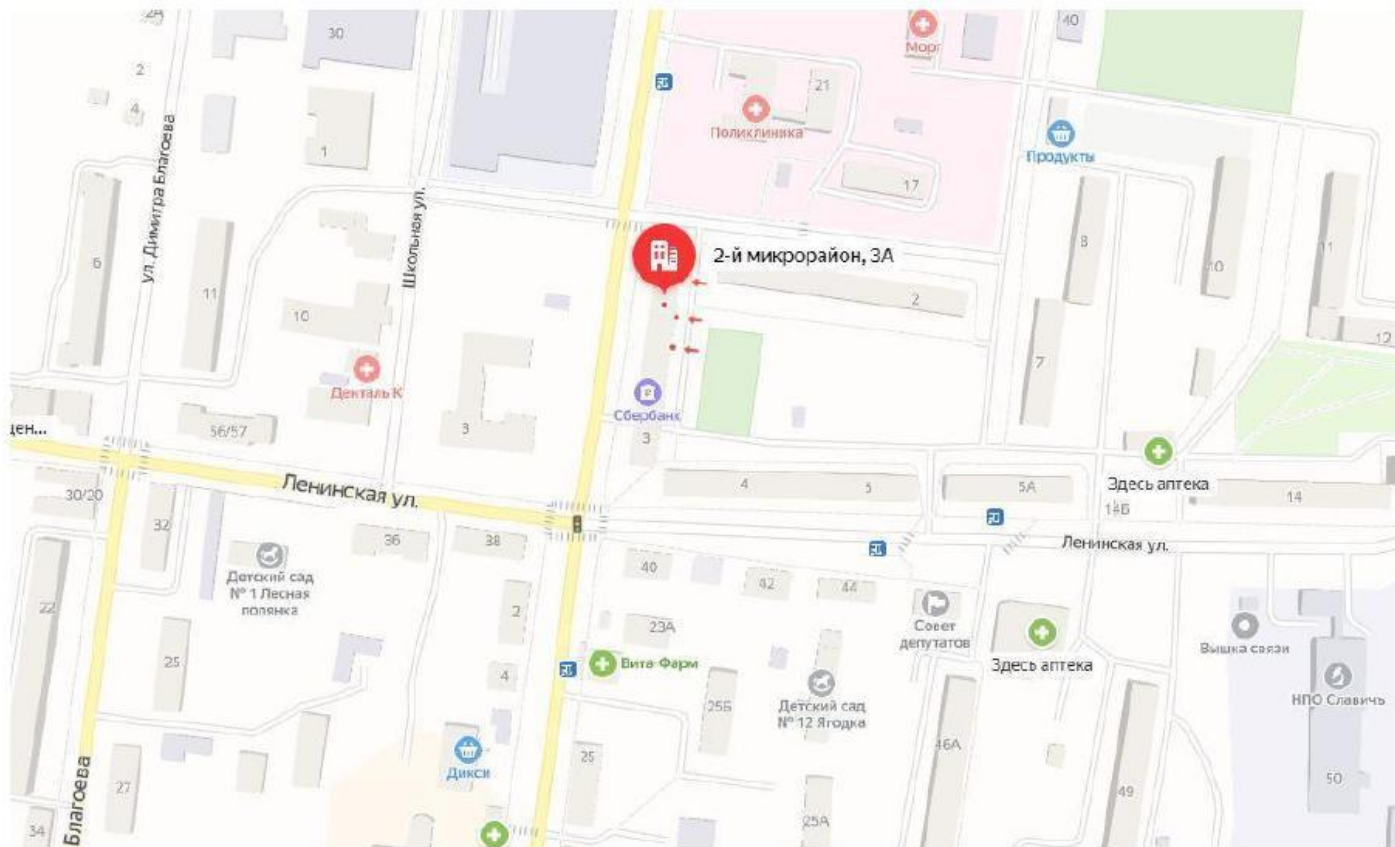 2А
30
40
Морг
2
21
4
Поликлиника
Продукты
1
17
ул. Димитра Благоева
Школьная ул.
8
11
6
2-й микрорайон, 3А
10
11
2
10
12
7
Денталь К
Сбербанк
цен...
56/57
3
3
Ленинская ул.
4
5
5А
Здесь аптека
14
14Б
30/20
32
36
38
Ленинская ул.
40
42
44
Детский сад
№ 1 Лесная
полянка
22
2
23А
Совет
депутатов
Вышка связи
25
4
Вита-Фарм
Здесь аптека
НПО Славичъ
25Б
Детский сад
№ 12 Ягодка
46А
25
Дикси
50
27
49
Благоева
34
25А